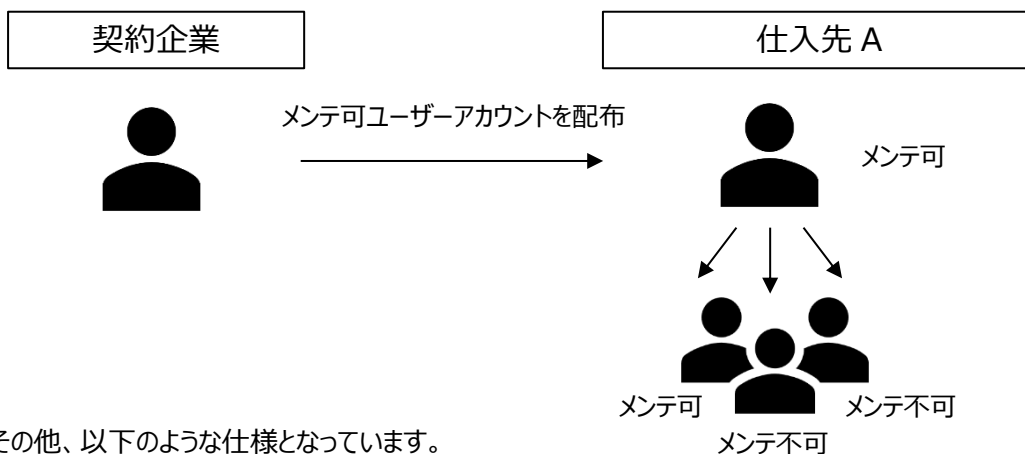 契約企業
仕入先 A
メンテ可ユーザーアカウントを配布
メンテ可
メンテ可
メンテ不可
メンテ不可
その他、以下のような仕様となっています。